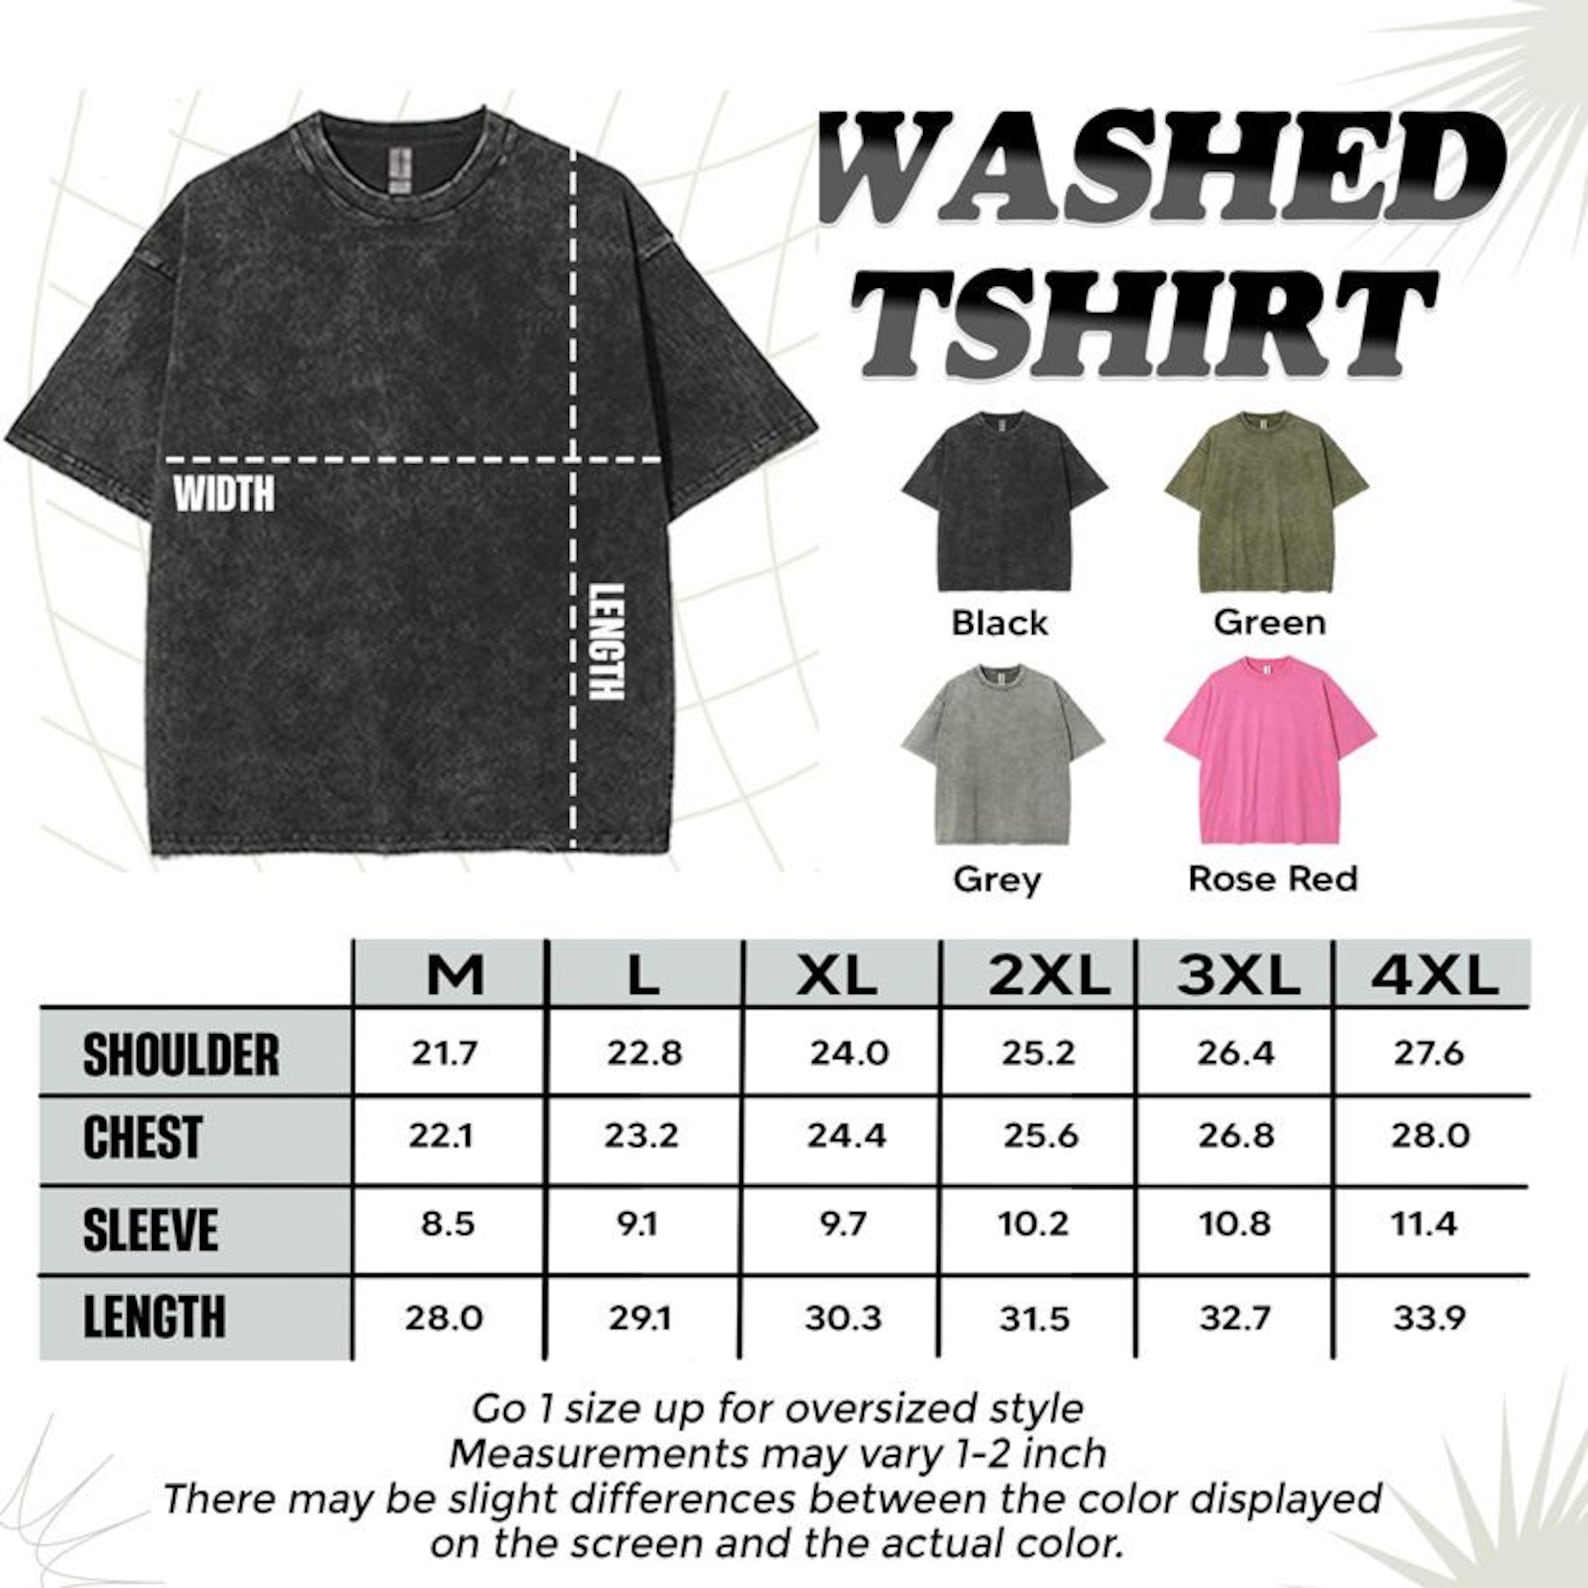 WASHED
TSHIRT
WIDTH
LENGTH
Black
Green
Grey
Rose Red
M L XL 2XL 3XL 4XL
SHOULDER 21.7 22.8 24.0 25.2 26.4 27.6
CHEST 22.1 23.2 24.4 25.6 26.8 28.0
SLEEVE 8.5 9.1 9.7 10.2 10.8 11.4
LENGTH 28.0 29.1 30.3 31.5 32.7 33.9
Go 1 size up for oversized style
Measurements may vary 1-2 inch
There may be slight differences between the color displayed
on the screen and the actual color.